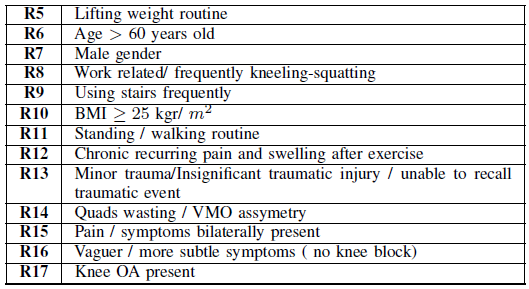 R5 Lifting weight routine
R6 Age > 60 years old
R7 Male gender
R8 Work related/ frequently kneeling-squatting
R9 Using stairs frequently
R10 BMI ≥ 25 kgr/ m²
R11 Standing / walking routine
R12 Chronic recurring pain and swelling after exercise
R13 Minor trauma/Insignificant traumatic injury / unable to recall
traumatic event
R14 Quads wasting / VMO assymetry
R15 Pain / symptoms bilaterally present
R16 Vaguer / more subtle symptoms ( no knee block)
R17 Knee OA present